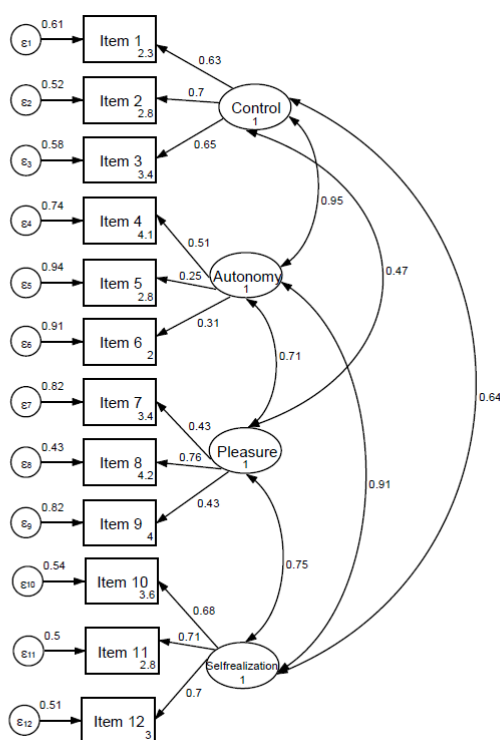 0.61
ε1
Item 1
2.3
0.63
0.52
ε2
Item 2
2.8
0.7
Control
1
0.58
ε3
Item 3
3.4
0.65
0.74
ε4
Item 4
4.1
0.95
0.51
0.94
ε5
Item 5
2.8
0.25
Autonomy
1
0.47
0.91
ε6
Item 6
2
0.31
0.71
0.64
0.82
ε7
Item 7
3.4
0.43
0.43
ε8
Item 8
4.2
0.76
Pleasure
1
0.91
0.82
ε9
Item 9
4
0.43
0.75
0.54
ε10
Item 10
3.6
0.68
0.5
ε11
Item 11
2.8
0.71
Selfrealization
1
0.51
ε12
Item 12
3
0.7